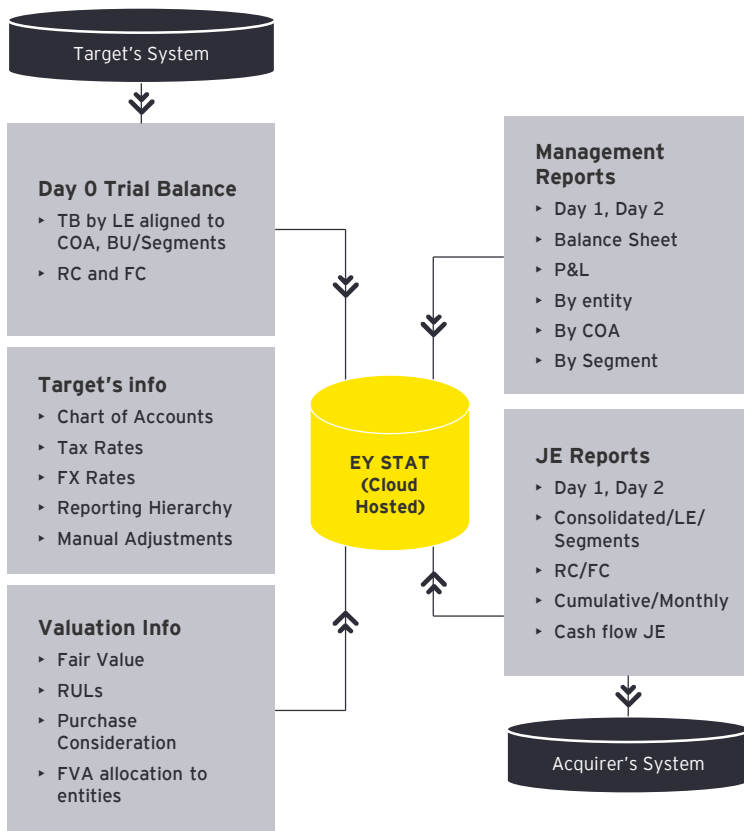 Target's System
Day 0 Trial Balance
‣ TB by LE aligned to
COA, BU/Segments
‣ RC and FC
Target's info
‣ Chart of Accounts
‣ Tax Rates
‣ FX Rates
‣ Reporting Hierarchy
‣ Manual Adjustments
Valuation Info
‣ Fair Value
‣ RULs
‣ Purchase
Consideration
‣ FVA allocation to
entities
EY STAT
(Cloud
Hosted)
Management
Reports
‣ Day 1, Day 2
‣ Balance Sheet
‣ P&L
‣ By entity
‣ By COA
‣ By Segment
JE Reports
‣ Day 1, Day 2
‣ Consolidated/LE/
Segments
‣ RC/FC
‣ Cumulative/Monthly
‣ Cash flow JE
Acquirer's System